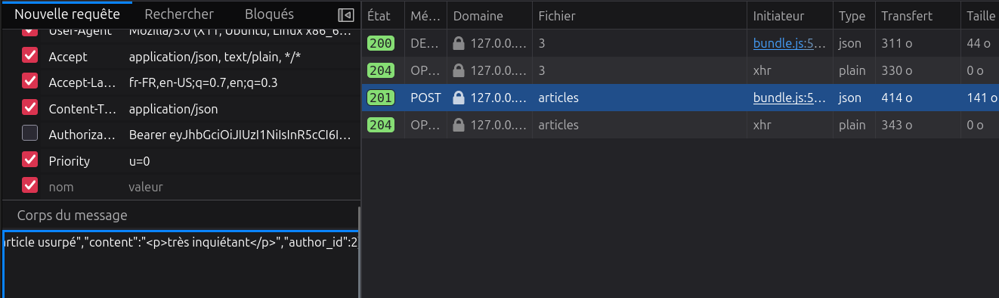 Nouvelle requête Rechercher Bloqués
User-Agent Mozilla/5.0 (X11; Ubuntu; Linux x86_6…
Accept application/json, text/plain, */*
Accept-La… fr-FR,en-US;q=0.7,en;q=0.3
Content-T… application/json
Authoriza… Bearer eyJhbGciOiJIUzI1NiIsInR5cCI6I…
Priority u=0
nom valeur
Corps du message
article usurpé","content":"<p>très inquiétant</p>","author_id":2
État Mé… Domaine Fichier Initiateur Type Transfert Taille
200 DE… 127.0.0.… 3 bundle.js:5… json 311 o 44 o
204 OP… 127.0.0.… 3 xhr plain 330 o 0 o
201 POST 127.0.0.… articles bundle.js:5… json 414 o 141 o
204 OP… 127.0.0.… articles xhr plain 343 o 0 o